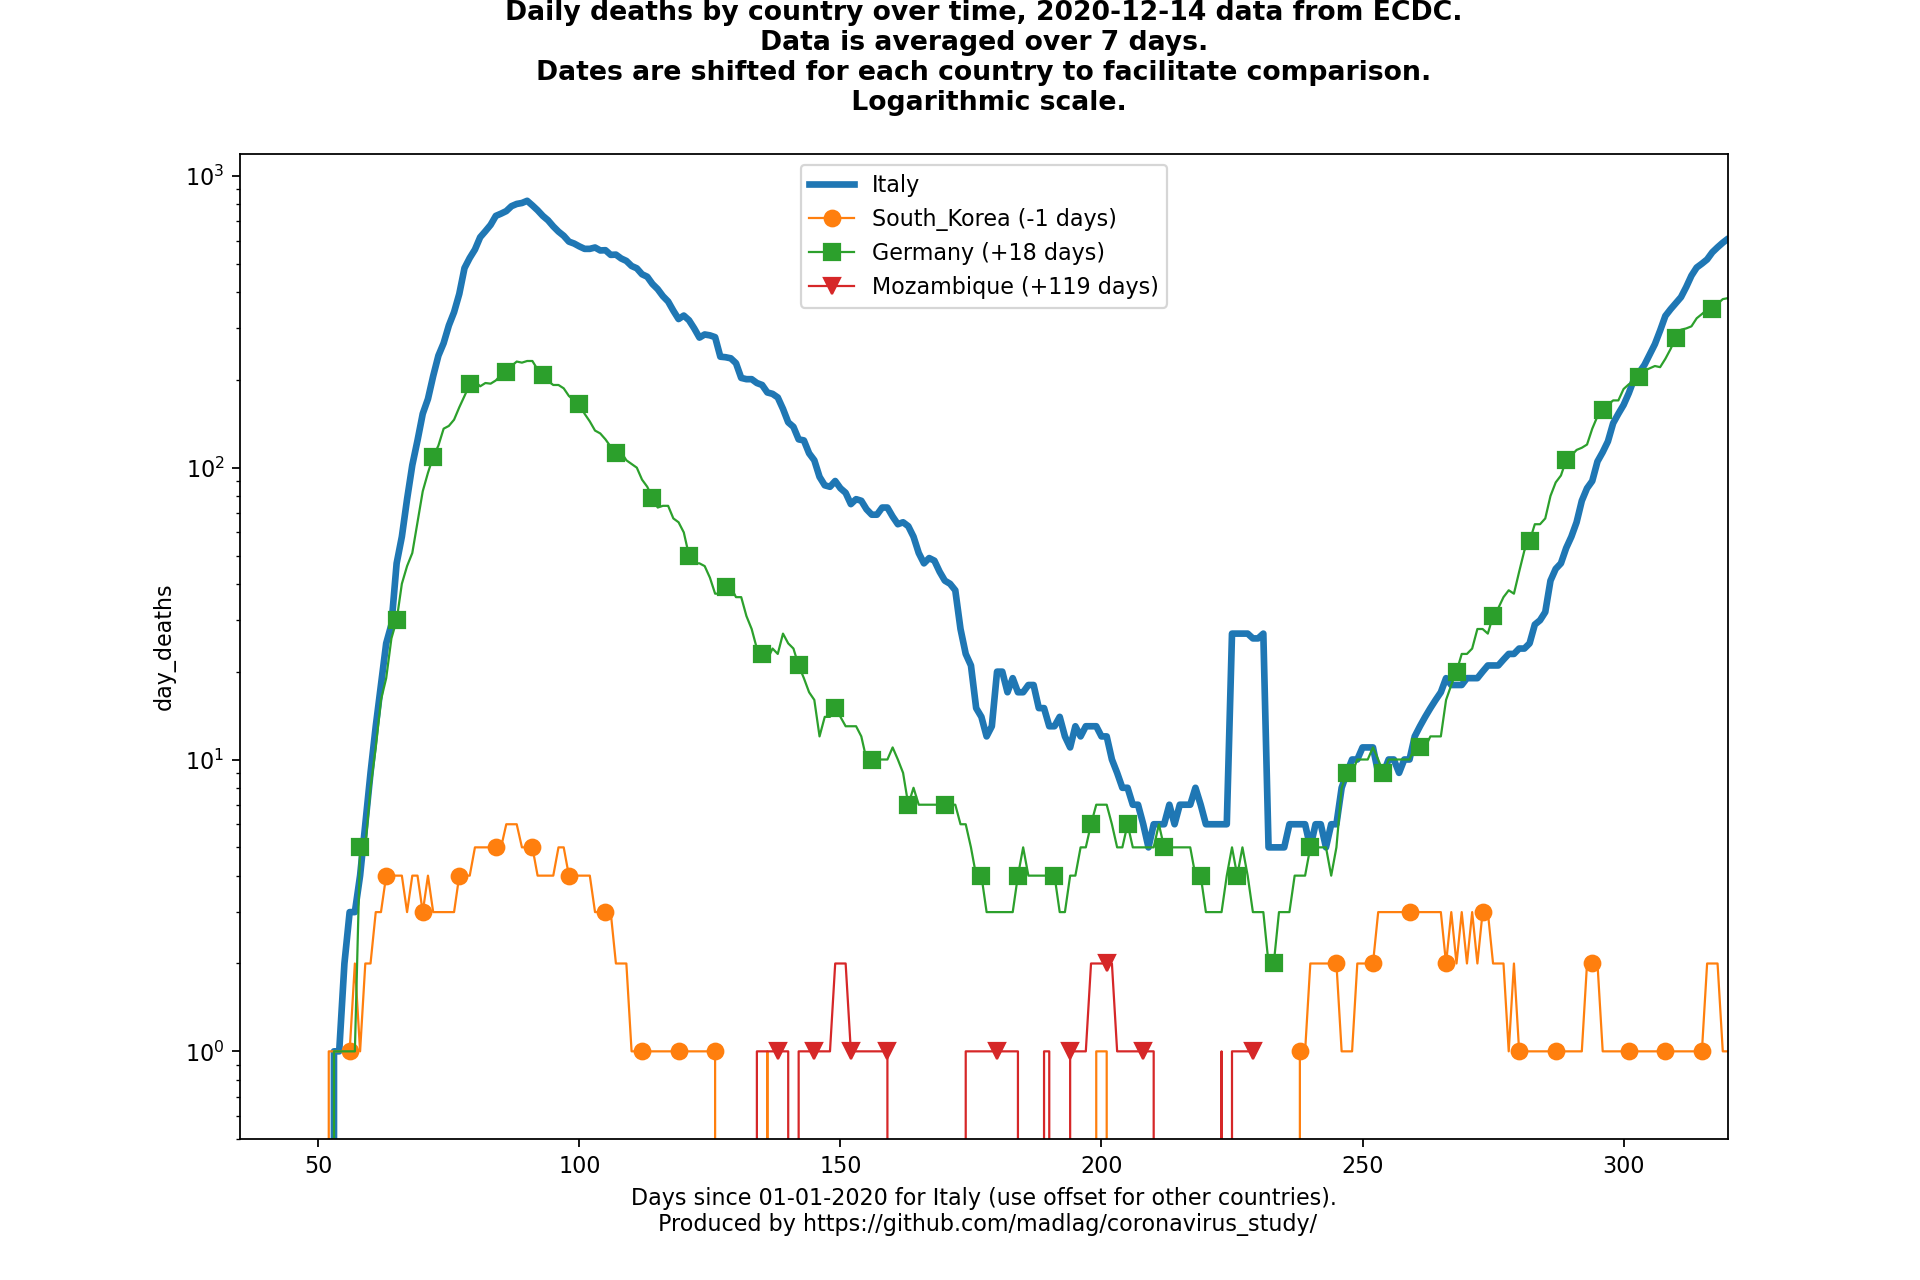 Daily deaths by country over time, 2020-12-14 data from ECDC.
Data is averaged over 7 days.
Dates are shifted for each country to facilitate comparison.
Logarithmic scale.
10³
10²
10¹
10⁰
day_deaths
Italy
South_Korea (-1 days)
Germany (+18 days)
Mozambique (+119 days)
50
100
150
200
250
300
Days since 01-01-2020 for Italy (use offset for other countries).
Produced by https://github.com/madlag/coronavirus_study/